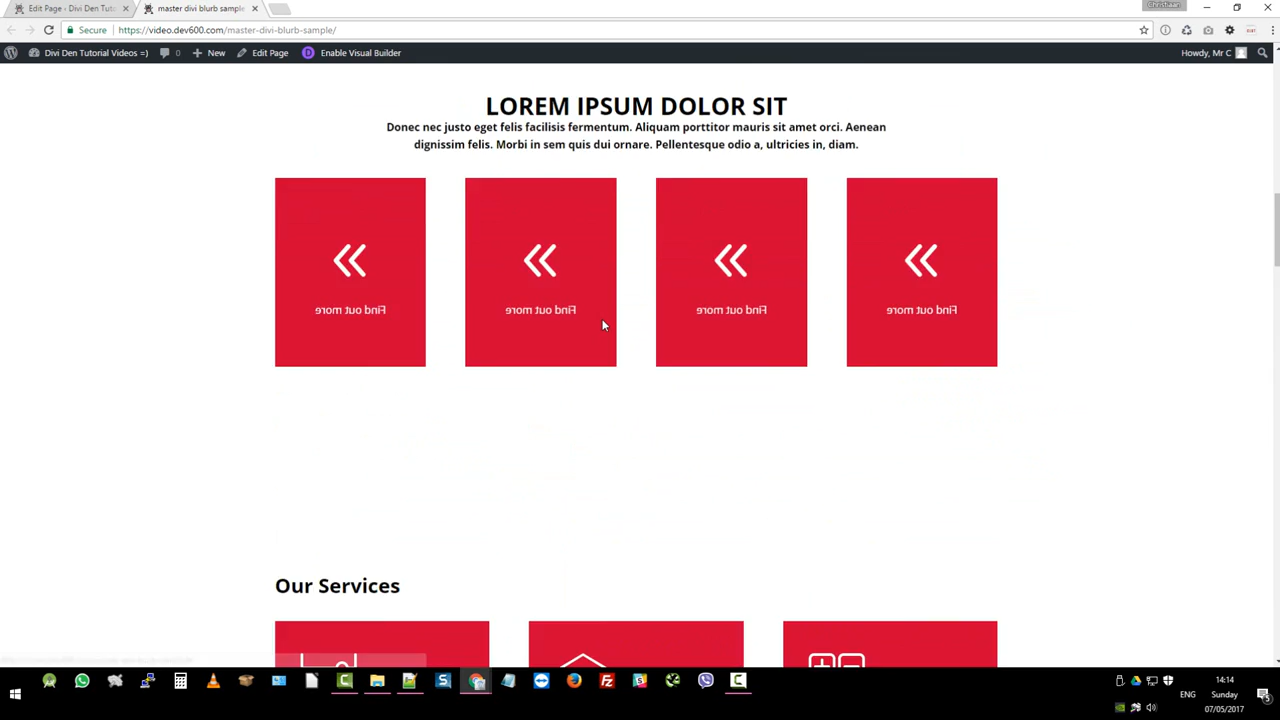 Edit Page - Divi Den Tuto
master divi blurb sample
Christiaan
Secure
https://video.dev600.com/master-divi-blurb-sample/
Divi Den Tutorial Videos =)
0
New
Edit Page
Enable Visual Builder
Howdy, Mr C
LOREM IPSUM DOLOR SIT
Donec nec justo eget felis facilisis fermentum. Aliquam porttitor mauris sit amet orci. Aenean
dignissim felis. Morbi in sem quis dui ornare. Pellentesque odio a, ultricies in, diam.
Find out more
Find out more
Find out more
Find out more
Our Services
14:14
ENG
Sunday
07/05/2017